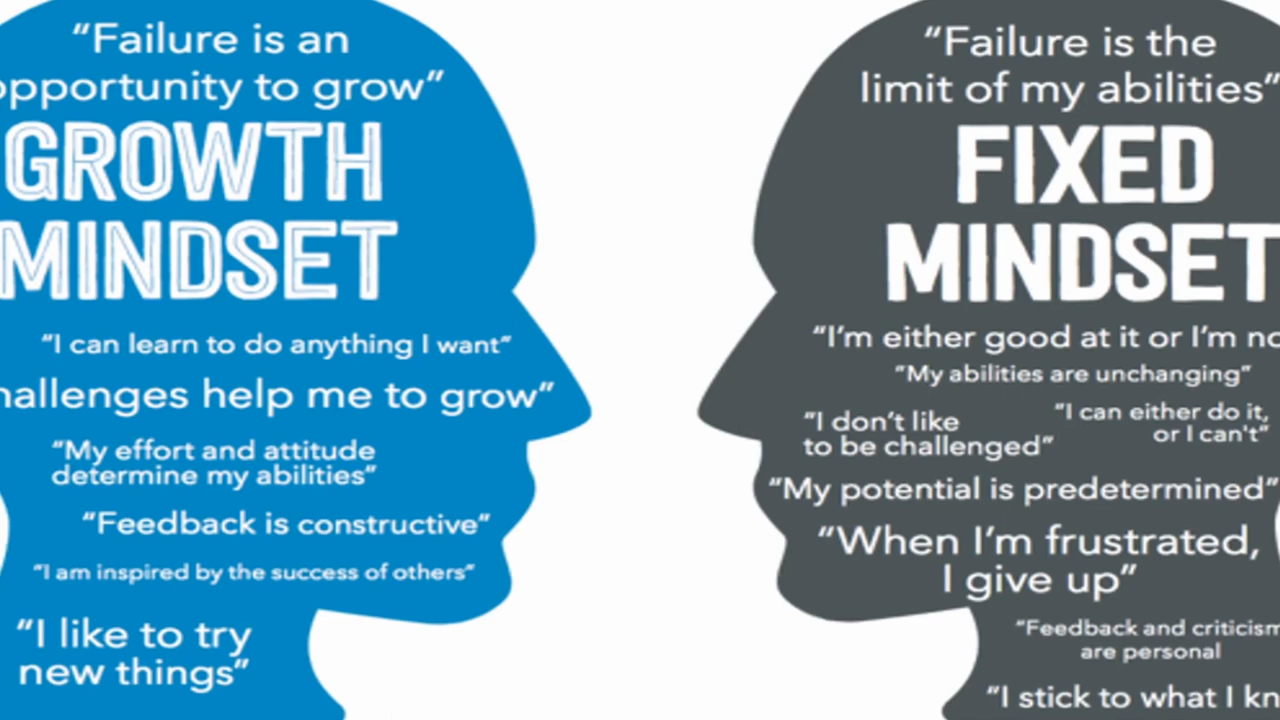 “Failure is an
opportunity to grow”
GROWTH
MINDSET
“I can learn to do anything I want”
hallenges help me to grow”
“My effort and attitude
determine my abilities”
“Feedback is constructive”
“I am inspired by the success of others”
“I like to try
new things”
“Failure is the
limit of my abilities”
FIXED
MINDSET
“I’m either good at it or I’m no
“My abilities are unchanging”
“I don’t like
to be challenged”
“I can either do it,
or I can't”
“My potential is predetermined”
“When I’m frustrated,
I give up”
“Feedback and criticism
are personal
“I stick to what I kn